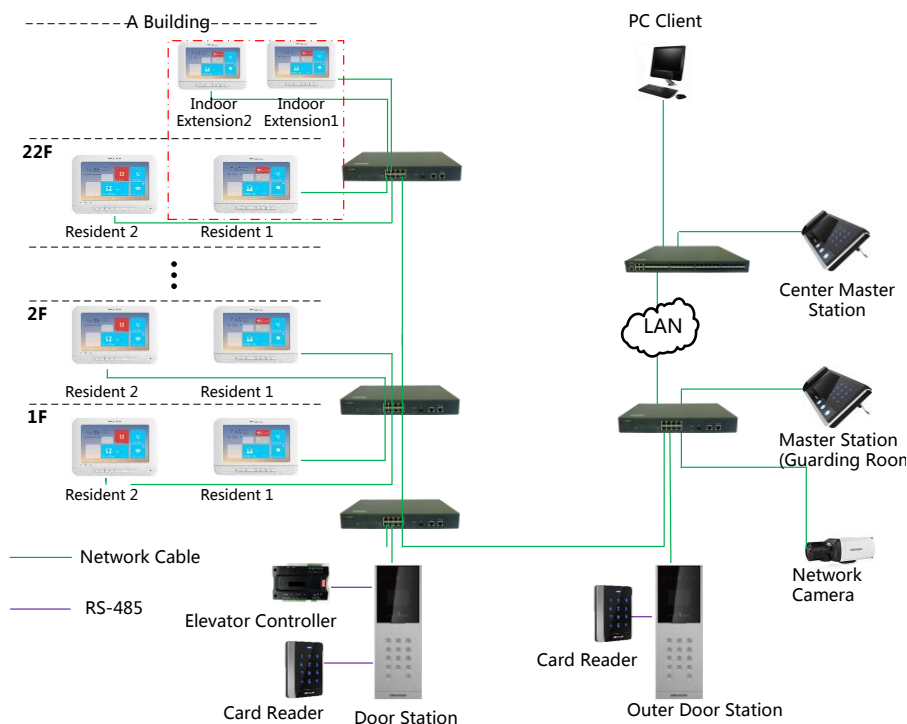 A Building
PC Client
Indoor
Extension2
Indoor
Extension1
22F
Resident 2
Resident 1
Center Master
Station
2F
LAN
Resident 2
Resident 1
1F
Master Station
(Guarding Room
Resident 2
Resident 1
Network Cable
Network
Camera
RS-485
Elevator Controller
Card Reader
Card Reader
Door Station
Outer Door Station